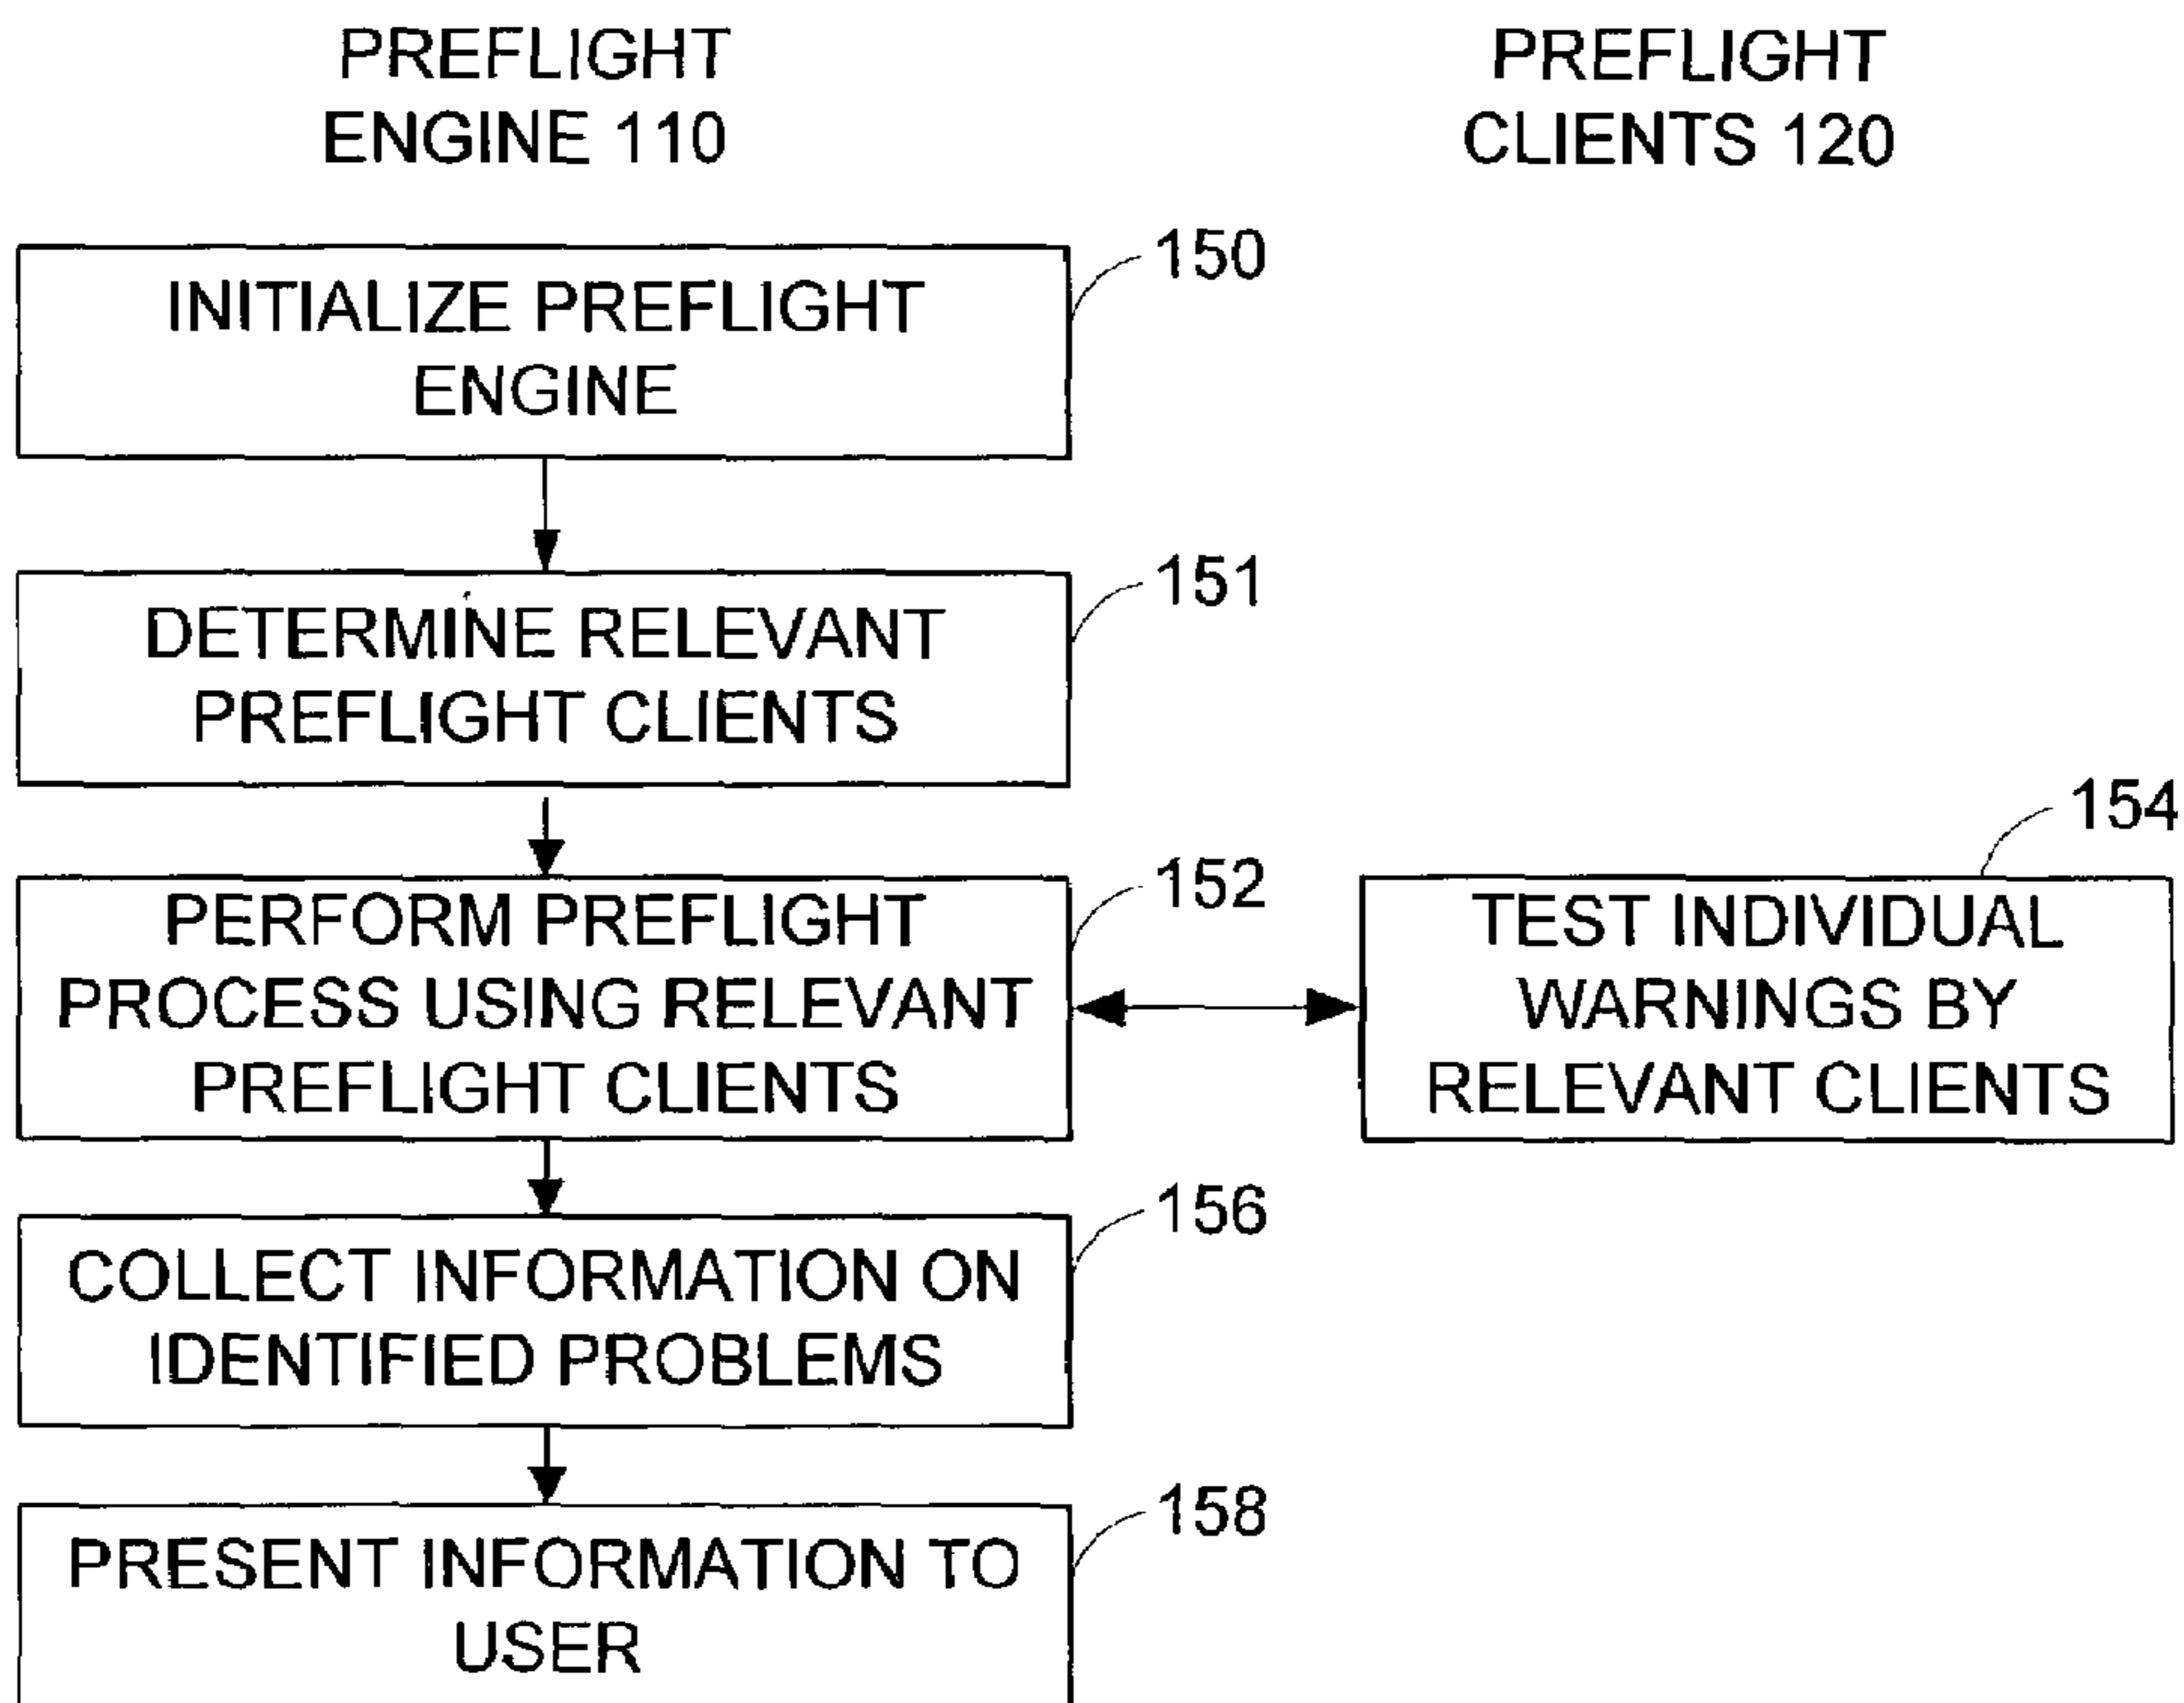 PREFLIGHT
ENGINE 110
PREFLIGHT
CLIENTS 120
150
INITIALIZE PREFLIGHT
ENGINE
151
DETERMINE RELEVANT
PREFLIGHT CLIENTS
152
PERFORM PREFLIGHT
PROCESS USING RELEVANT
PREFLIGHT CLIENTS
154
TEST INDIVIDUAL
WARNINGS BY
RELEVANT CLIENTS
156
COLLECT INFORMATION ON
IDENTIFIED PROBLEMS
158
PRESENT INFORMATION TO
USER